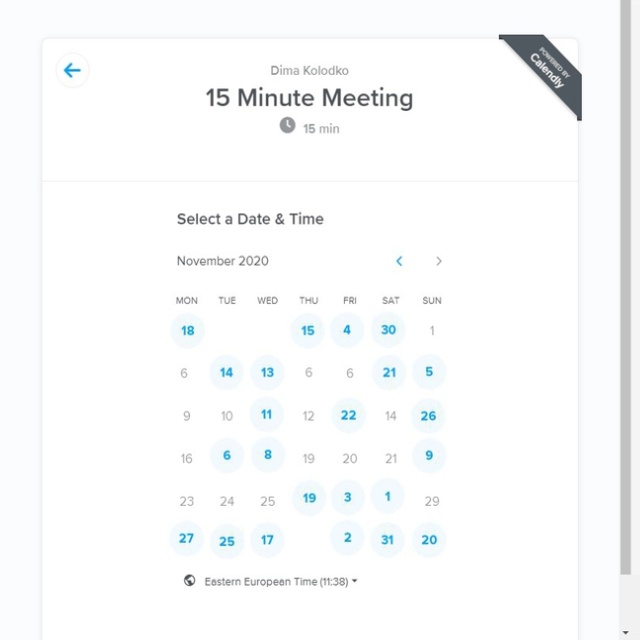 POWERED BY
Calendly
Dima Kolodko
15 Minute Meeting
15 min
Select a Date & Time
November 2020
MON TUE WED THU FRI SAT SUN
18 15 4 30 1
6 14 13 6 6 21 5
9 10 11 12 22 14 26
16 6 8 19 20 21 9
23 24 25 19 3 1 29
27 25 17 2 31 20
Eastern European Time (11:38)